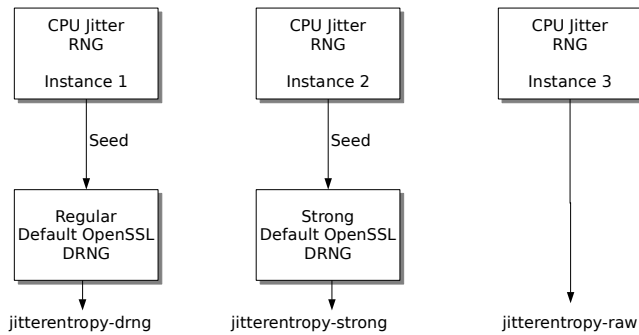 CPU Jitter
RNG
Instance 1
CPU Jitter
RNG
Instance 2
CPU Jitter
RNG
Instance 3
Seed
Seed
Regular
Default OpenSSL
DRNG
Strong
Default OpenSSL
DRNG
jitterentropy-drng
jitterentropy-strong
jitterentropy-raw